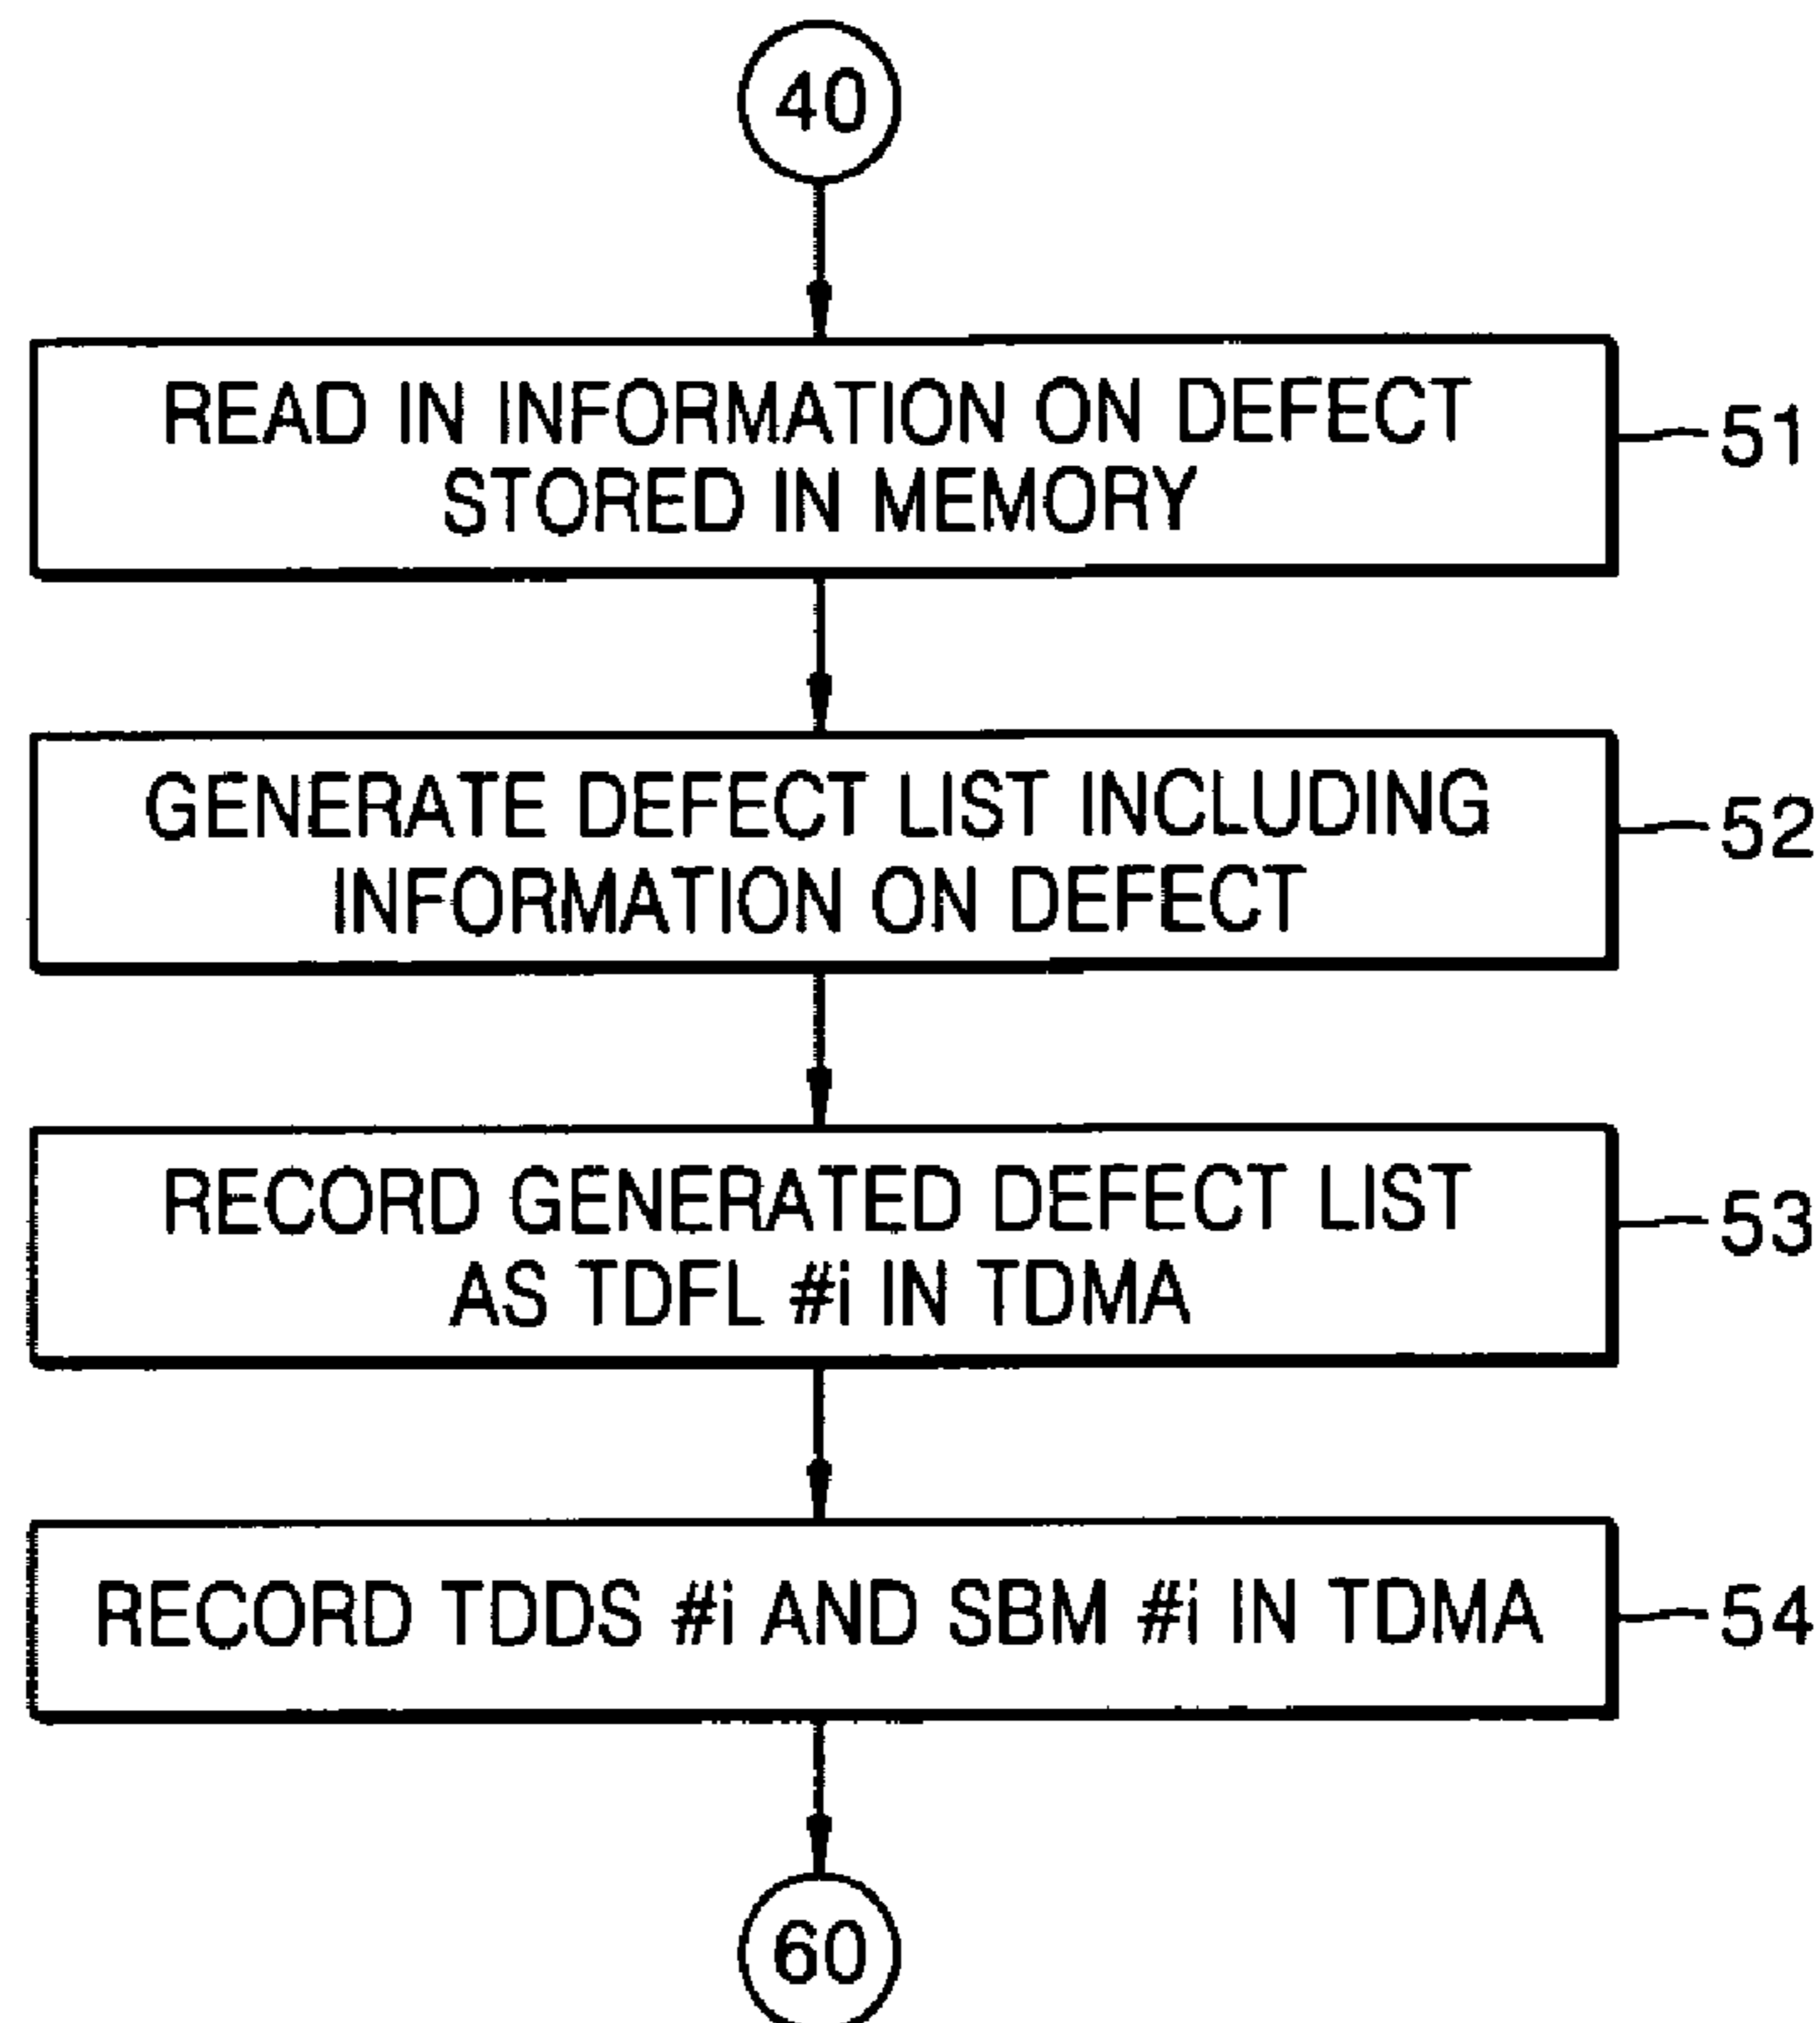 40
READ IN INFORMATION ON DEFECT
STORED IN MEMORY
51
GENERATE DEFECT LIST INCLUDING
INFORMATION ON DEFECT
52
RECORD GENERATED DEFECT LIST
AS TDFL #i IN TDMA
53
RECORD TDDS #i AND SBM #i IN TDMA
54
60